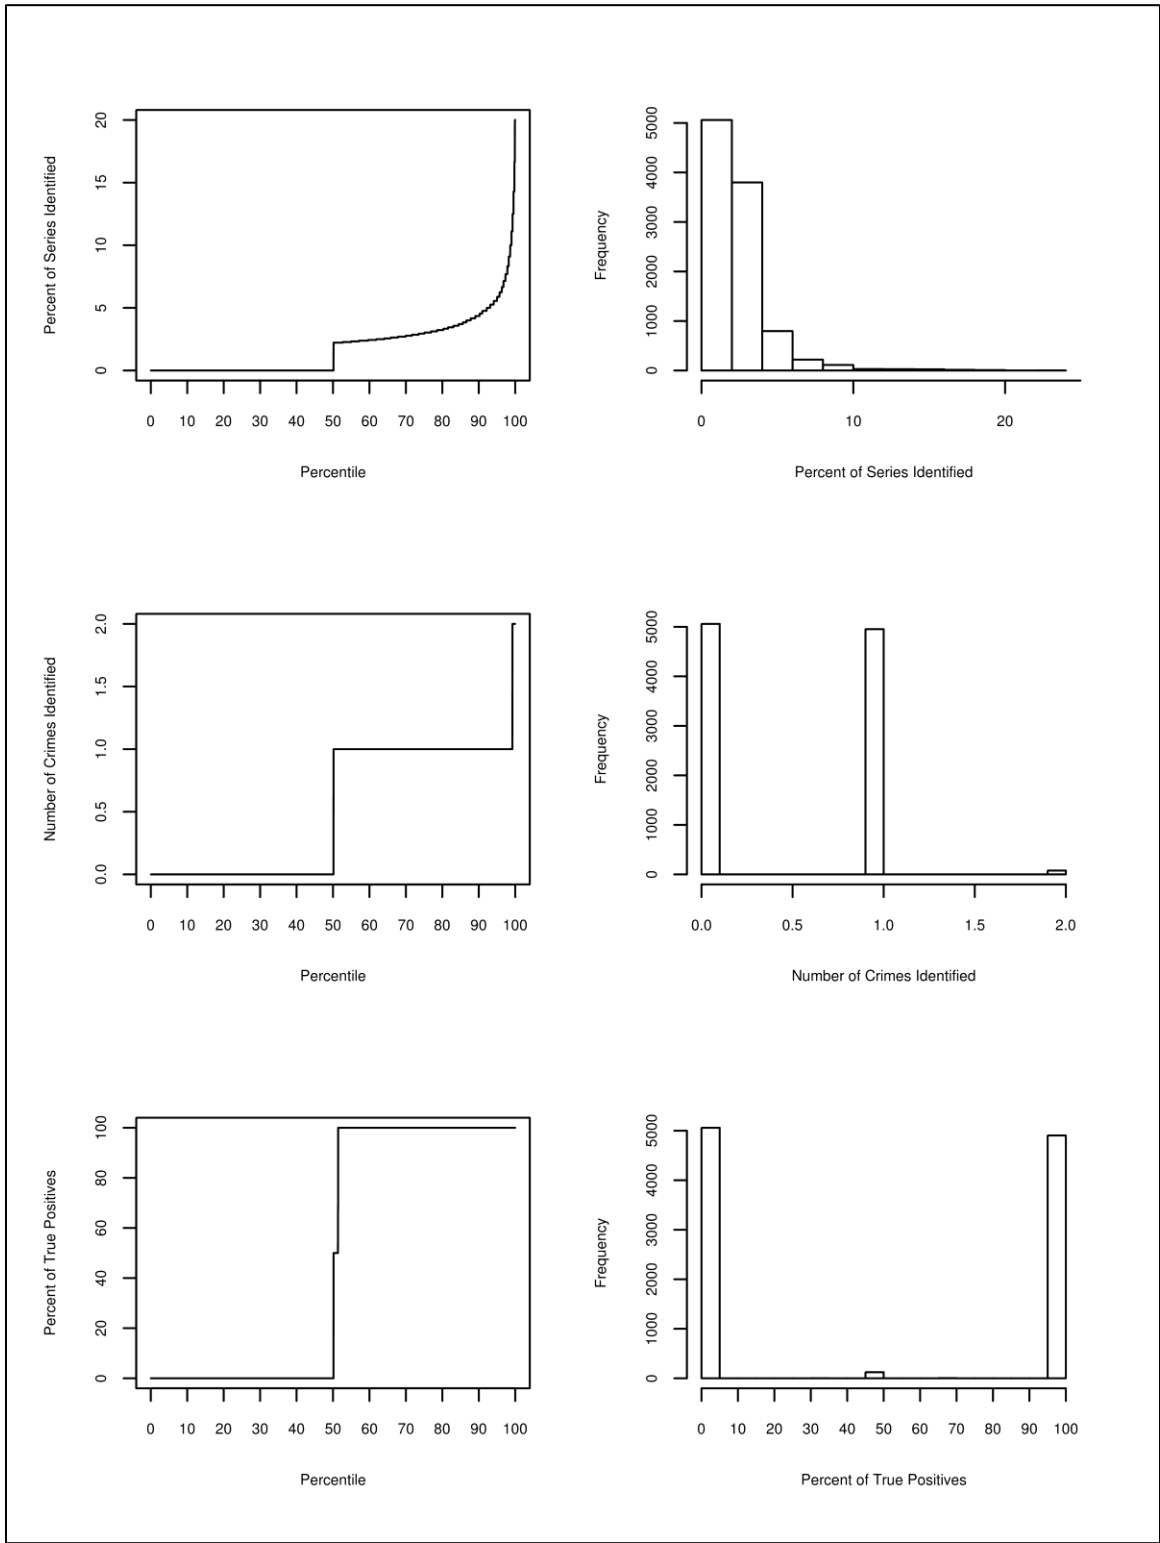 Percent of Series Identified
20
15
10
5
0
0 10 20 30 40 50 60 70 80 90 100
Percentile
Frequency
5000
4000
3000
2000
1000
0
0 10 20
Percent of Series Identified
Number of Crimes Identified
2.0
1.5
1.0
0.5
0.0
0 10 20 30 40 50 60 70 80 90 100
Percentile
Frequency
5000
4000
3000
2000
1000
0
0.0 0.5 1.0 1.5 2.0
Number of Crimes Identified
Percent of True Positives
100
80
60
40
20
0
0 10 20 30 40 50 60 70 80 90 100
Percentile
Frequency
5000
4000
3000
2000
1000
0
0 10 20 30 40 50 60 70 80 90 100
Percent of True Positives